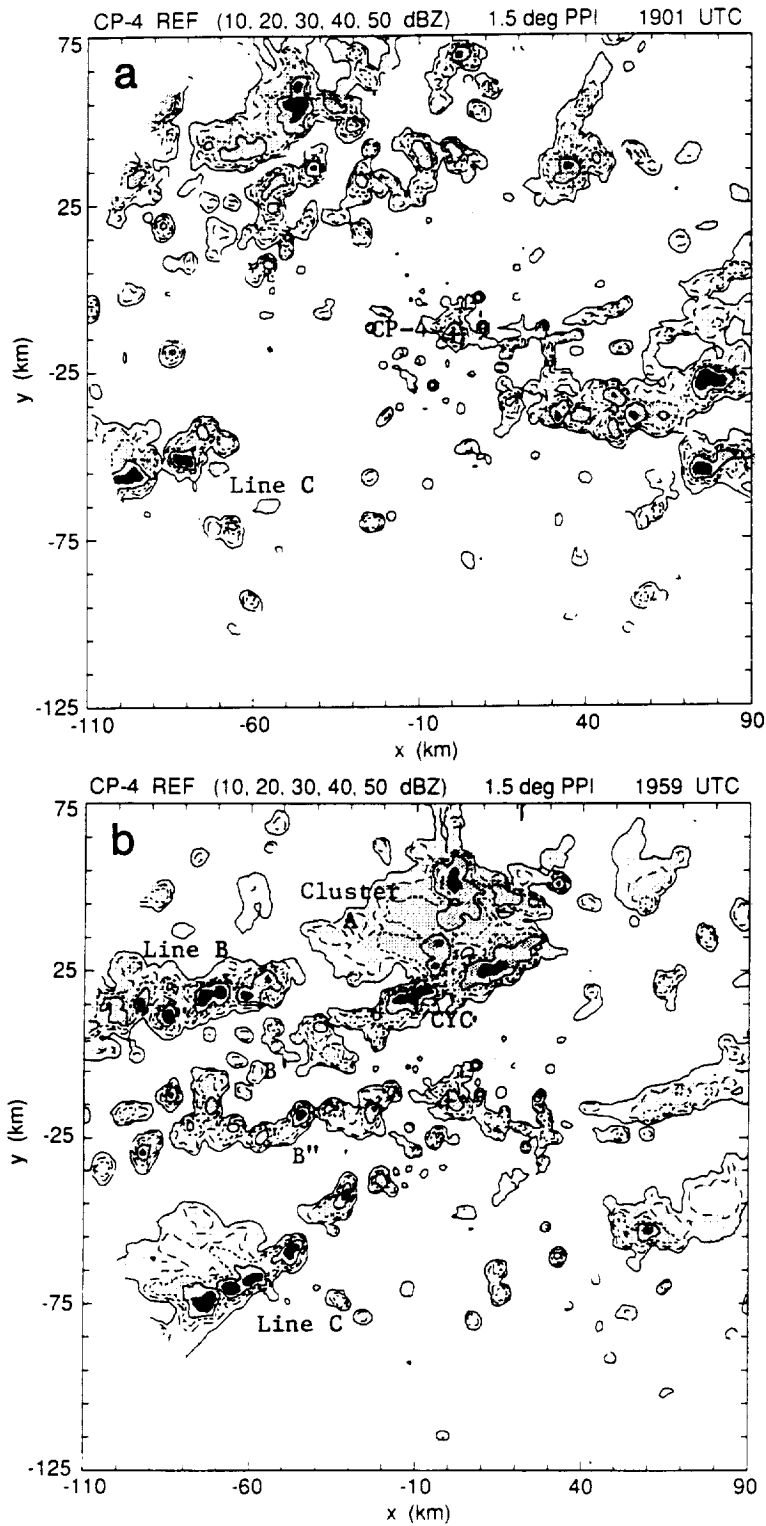 CP-4 REF (10, 20, 30, 40, 50 dBZ) 1.5 deg PPI 1901 UTC
75
a
25
CP-4
y (km)
-25
Line C
-75
-125
-110 -60 -10 40 90
x (km)
CP-4 REF (10, 20, 30, 40, 50 dBZ) 1.5 deg PPI 1959 UTC
75
b
Cluster
A
Line B
25
CYC
B'
y (km)
-25
B"
-75
Line C
-125
-110 -60 -10 40 90
x (km)